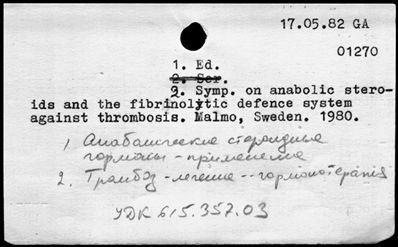 17.05.82 GA
01270
1. Ed.
2. Ser.
2. Symp. on anabolic stero-
ids and the fibrinolytic defence system
against thrombosis. Malmo, Sweden. 1980.
1 Анаболические стероидные
гормоны - применение
2. Тромбоз - лечение -- гормонотерапия
УДК 615.357.03